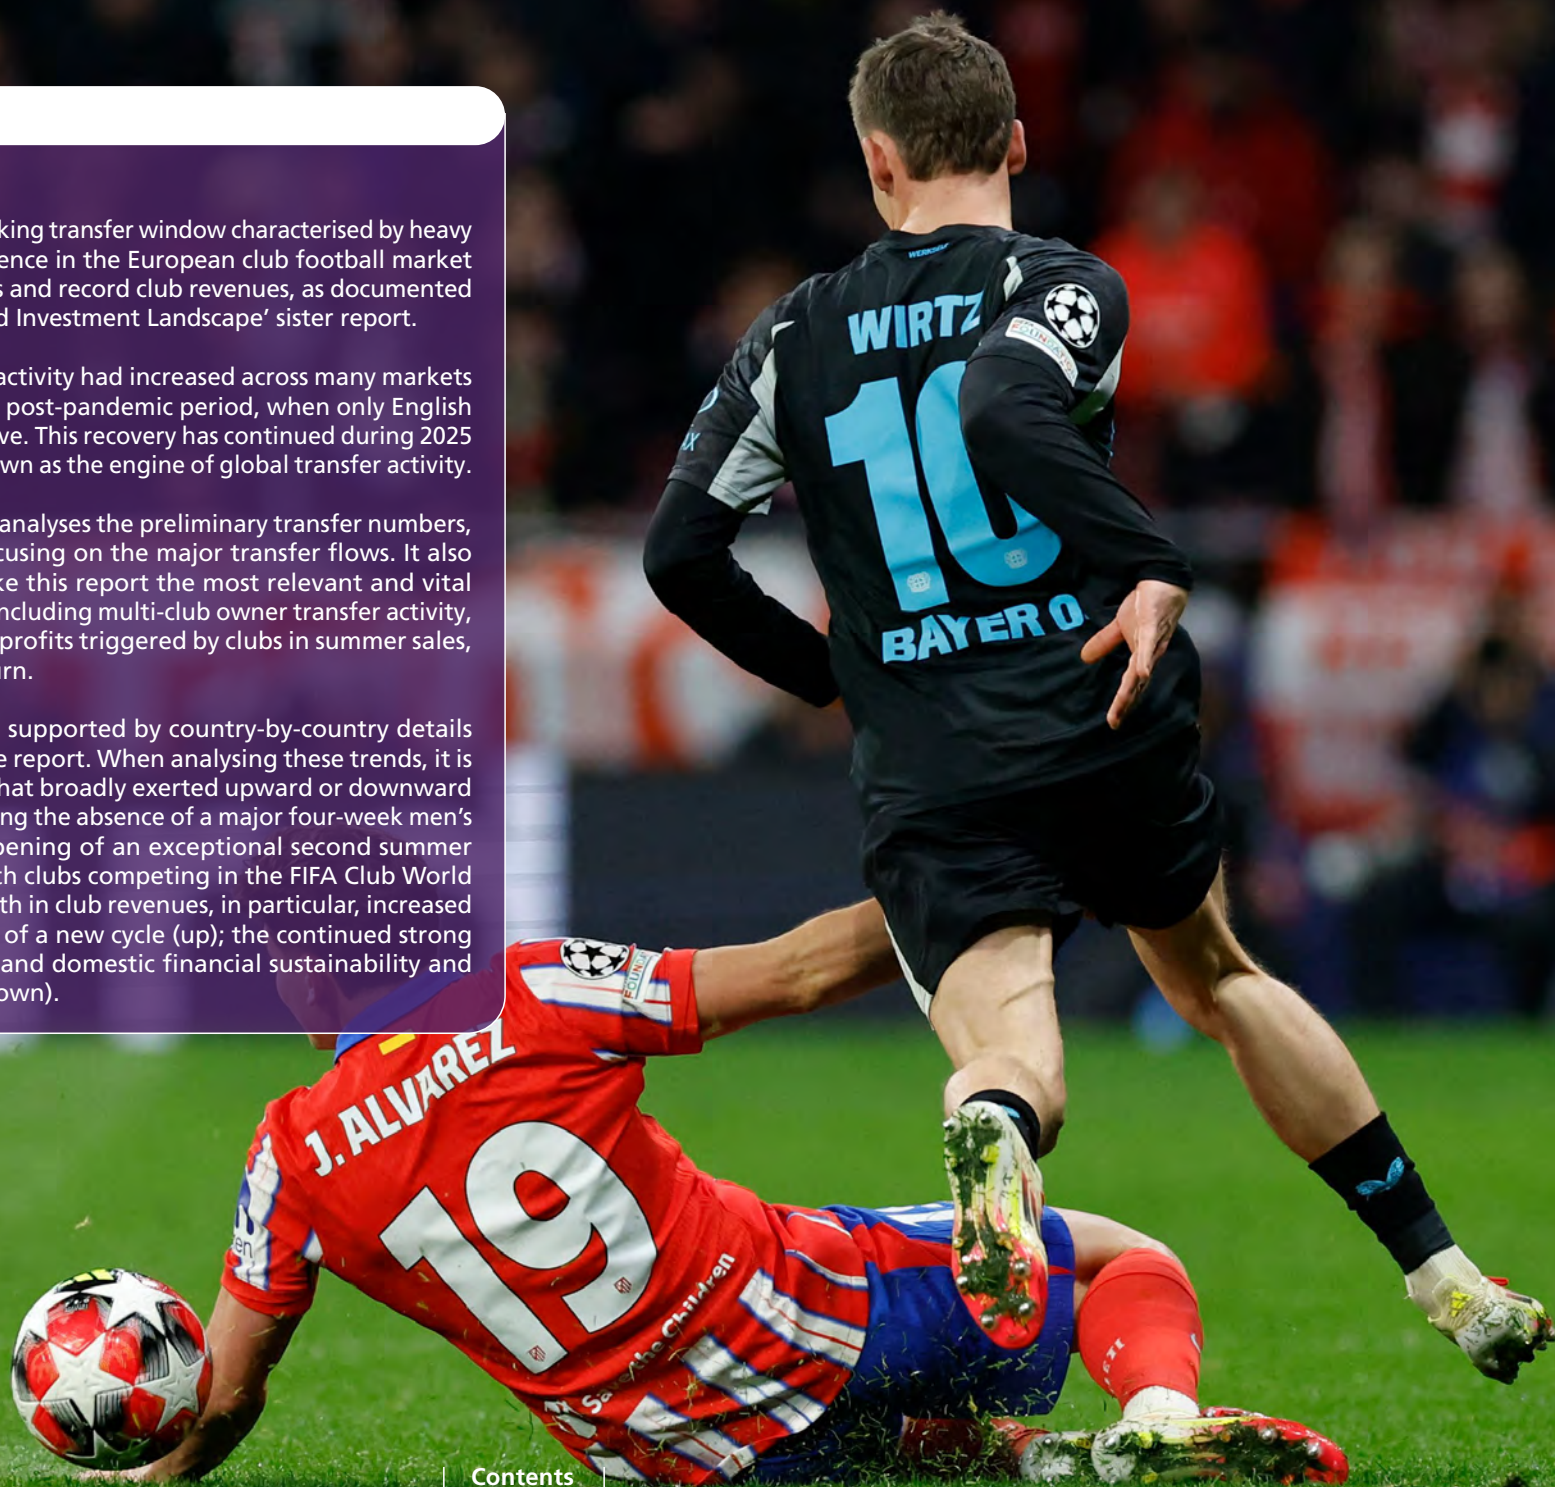 king transfer window characterised by heavy
ence in the European club football market
s and record club revenues, as documented
d Investment Landscape’ sister report.
activity had increased across many markets
post-pandemic period, when only English
ve. This recovery has continued during 2025
wn as the engine of global transfer activity.
analyses the preliminary transfer numbers,
cusing on the major transfer flows. It also
ke this report the most relevant and vital
including multi-club owner transfer activity,
profits triggered by clubs in summer sales,
urn.
supported by country-by-country details
e report. When analysing these trends, it is
hat broadly exerted upward or downward
ng the absence of a major four-week men’s
pening of an exceptional second summer
th clubs competing in the FIFA Club World
th in club revenues, in particular, increased
of a new cycle (up); the continued strong
and domestic financial sustainability and
own).
WERKSELF
WIRTZ
FOUNDATION
10
BAYER 0
FOUNDAT
J. ALVAREZ
19
Save the Children
en
Contents